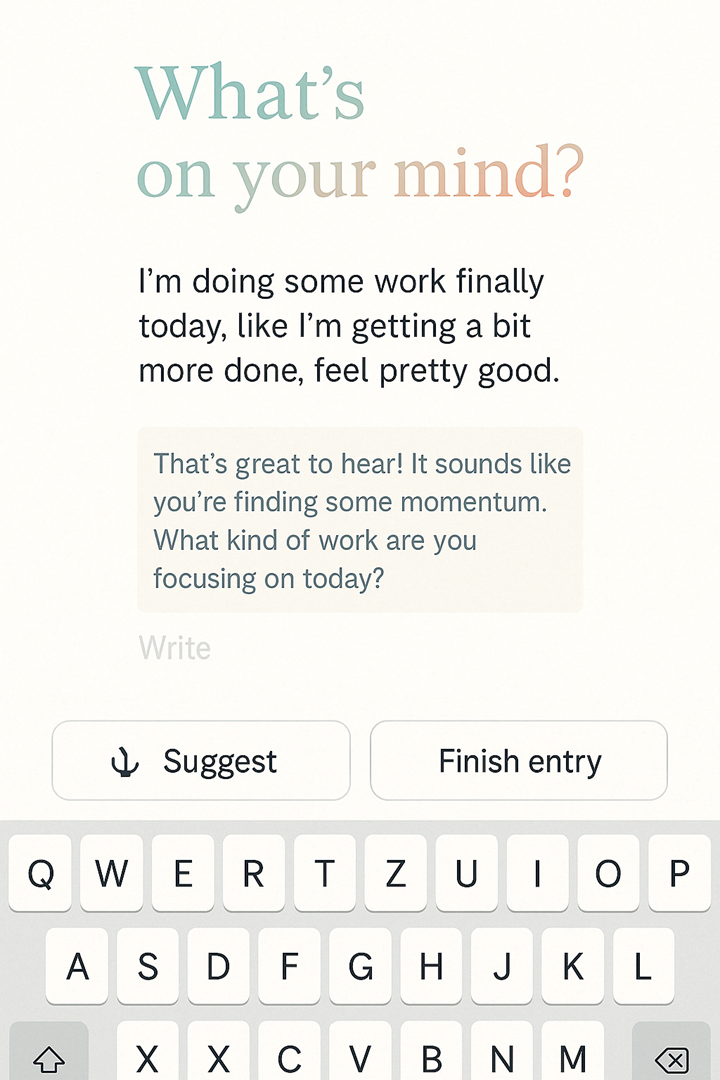 What’s
on your mind?
I’m doing some work finally
today, like I’m getting a bit
more done, feel pretty good.
That’s great to hear! It sounds like
you’re finding some momentum.
What kind of work are you
focusing on today?
Write
Suggest
Finish entry
Q W E R T Z U I O P
A S D F G H J K L
X X C V B N M